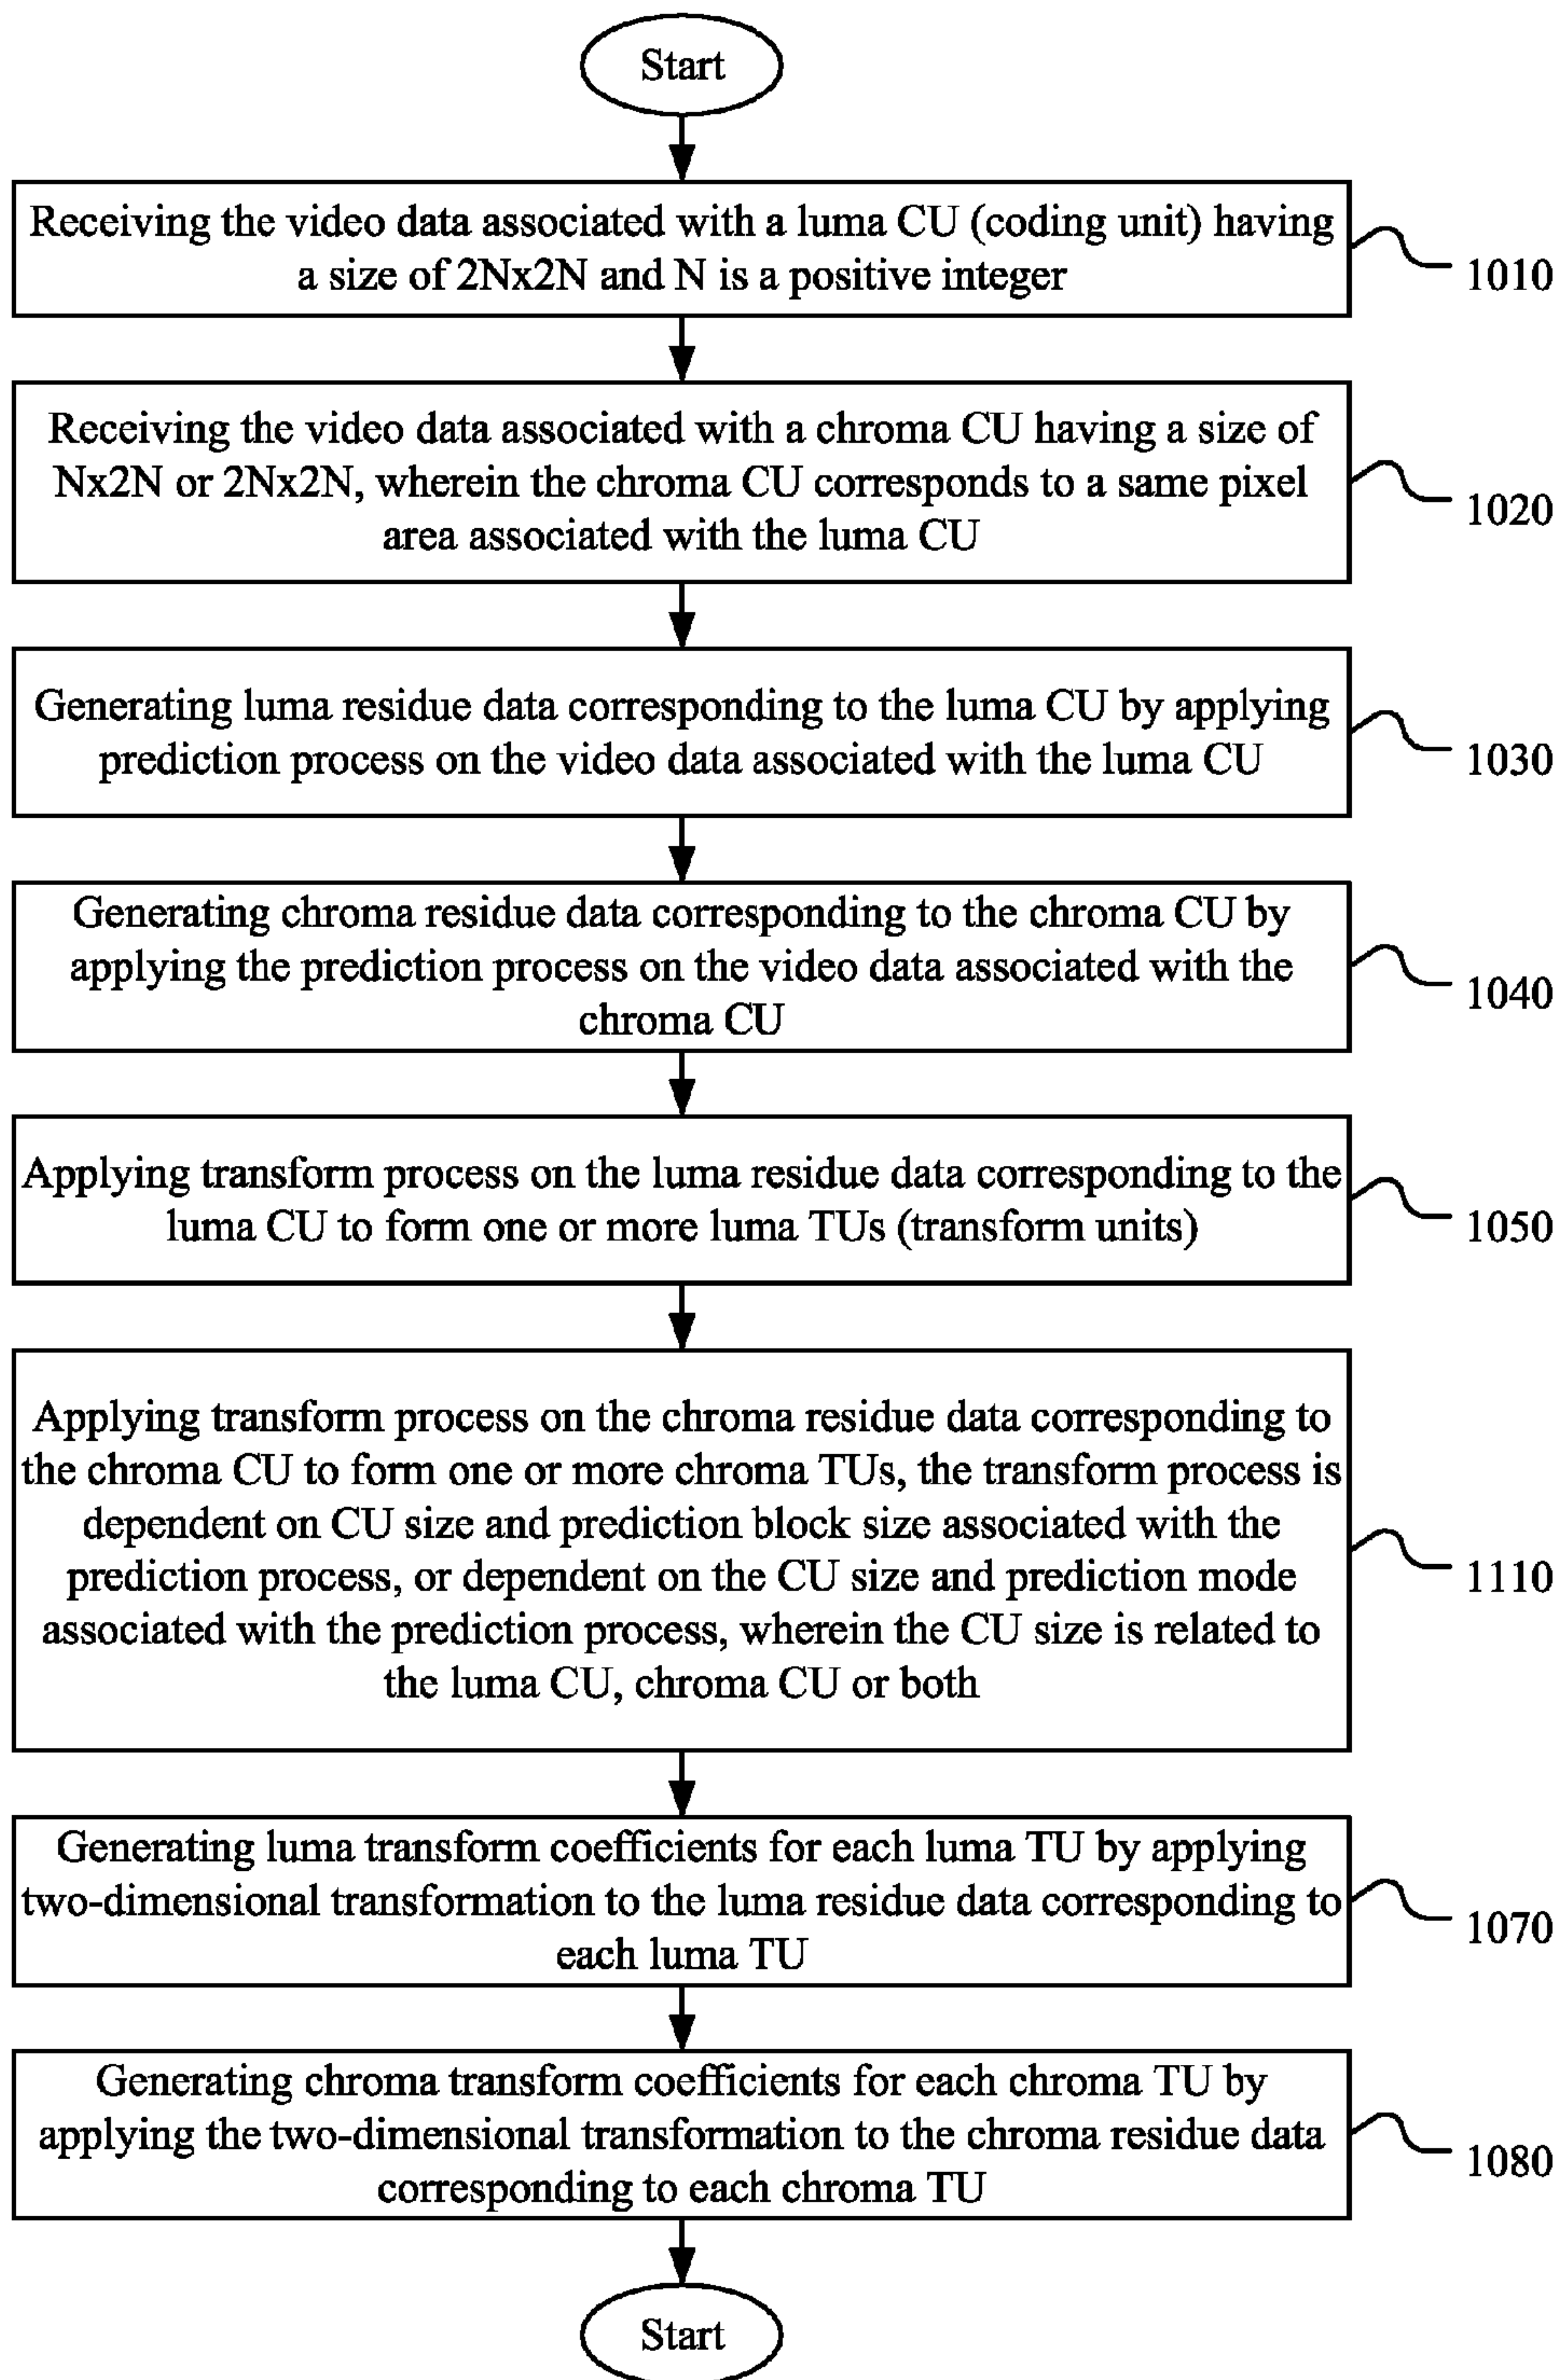 Start
Receiving the video data associated with a luma CU (coding unit) having
a size of 2Nx2N and N is a positive integer
1010
Receiving the video data associated with a chroma CU having a size of
Nx2N or 2Nx2N, wherein the chroma CU corresponds to a same pixel
area associated with the luma CU
1020
Generating luma residue data corresponding to the luma CU by applying
prediction process on the video data associated with the luma CU
1030
Generating chroma residue data corresponding to the chroma CU by
applying the prediction process on the video data associated with the
chroma CU
1040
Applying transform process on the luma residue data corresponding to the
luma CU to form one or more luma TUs (transform units)
1050
Applying transform process on the chroma residue data corresponding to
the chroma CU to form one or more chroma TUs, the transform process is
dependent on CU size and prediction block size associated with the
prediction process, or dependent on the CU size and prediction mode
associated with the prediction process, wherein the CU size is related to
the luma CU, chroma CU or both
1110
Generating luma transform coefficients for each luma TU by applying
two-dimensional transformation to the luma residue data corresponding to
each luma TU
1070
Generating chroma transform coefficients for each chroma TU by
applying the two-dimensional transformation to the chroma residue data
corresponding to each chroma TU
1080
Start